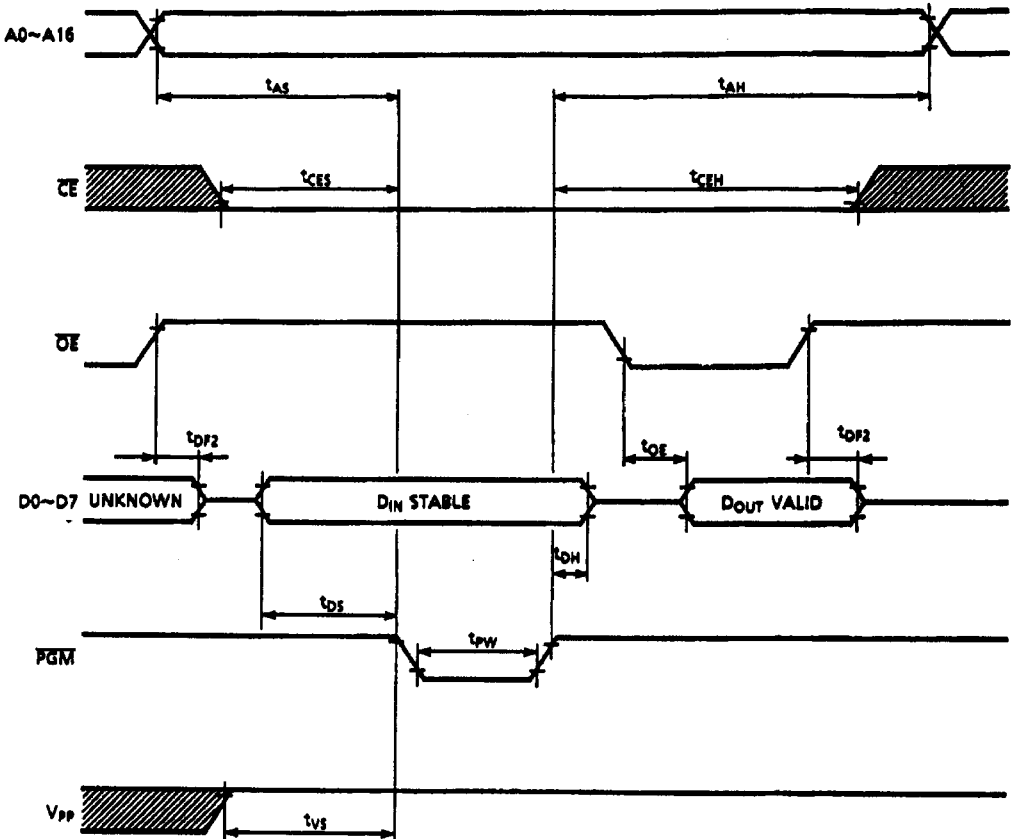 A0~A16
tAS
tAH
CE
tCES
tCEH
OE
tDF2
tOE
tDF2
D0~D7 UNKNOWN
DIN STABLE
DOUT VALID
tDH
tDS
PGM
tPW
VPP
tVS